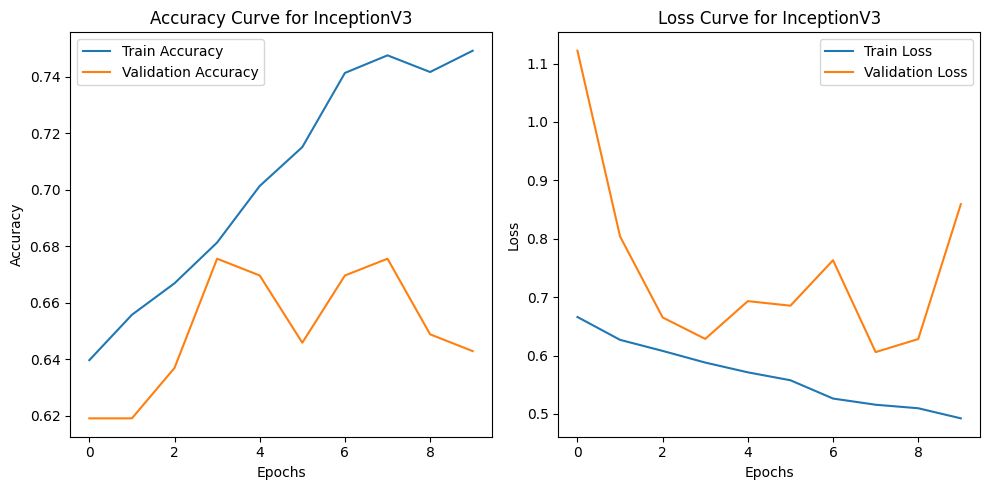 Accuracy Curve for InceptionV3
Train Accuracy
Validation Accuracy
0.74
0.72
0.70
0.68
0.66
0.64
0.62
Accuracy
0 2 4 6 8
Epochs
Loss Curve for InceptionV3
Train Loss
Validation Loss
1.1
1.0
0.9
0.8
0.7
0.6
0.5
Loss
0 2 4 6 8
Epochs